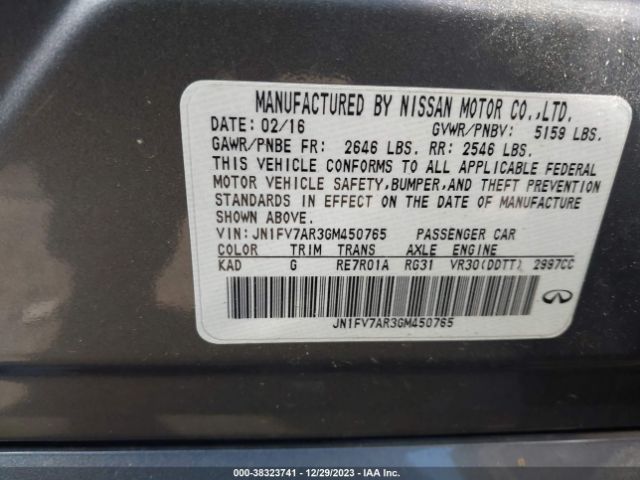 MANUFACTURED BY NISSAN MOTOR CO.,LTD.
DATE: 02/16 GVWR/PNBV: 5159 LBS.
GAWR/PNBE FR: 2646 LBS. RR: 2546 LBS.
THIS VEHICLE CONFORMS TO ALL APPLICABLE FEDERAL
MOTOR VEHICLE SAFETY,BUMPER,AND THEFT PREVENTION
STANDARDS IN EFFECT ON THE DATE OF MANUFACTURE
SHOWN ABOVE.
VIN: JN1FV7AR3GM450765 PASSENGER CAR
COLOR TRIM TRANS AXLE ENGINE
KAD G RE7R01A RG31 VR30(DDTT) 2997CC
JN1FV7AR3GM450765
000-38323741 - 12/29/2023 - IAA Inc.